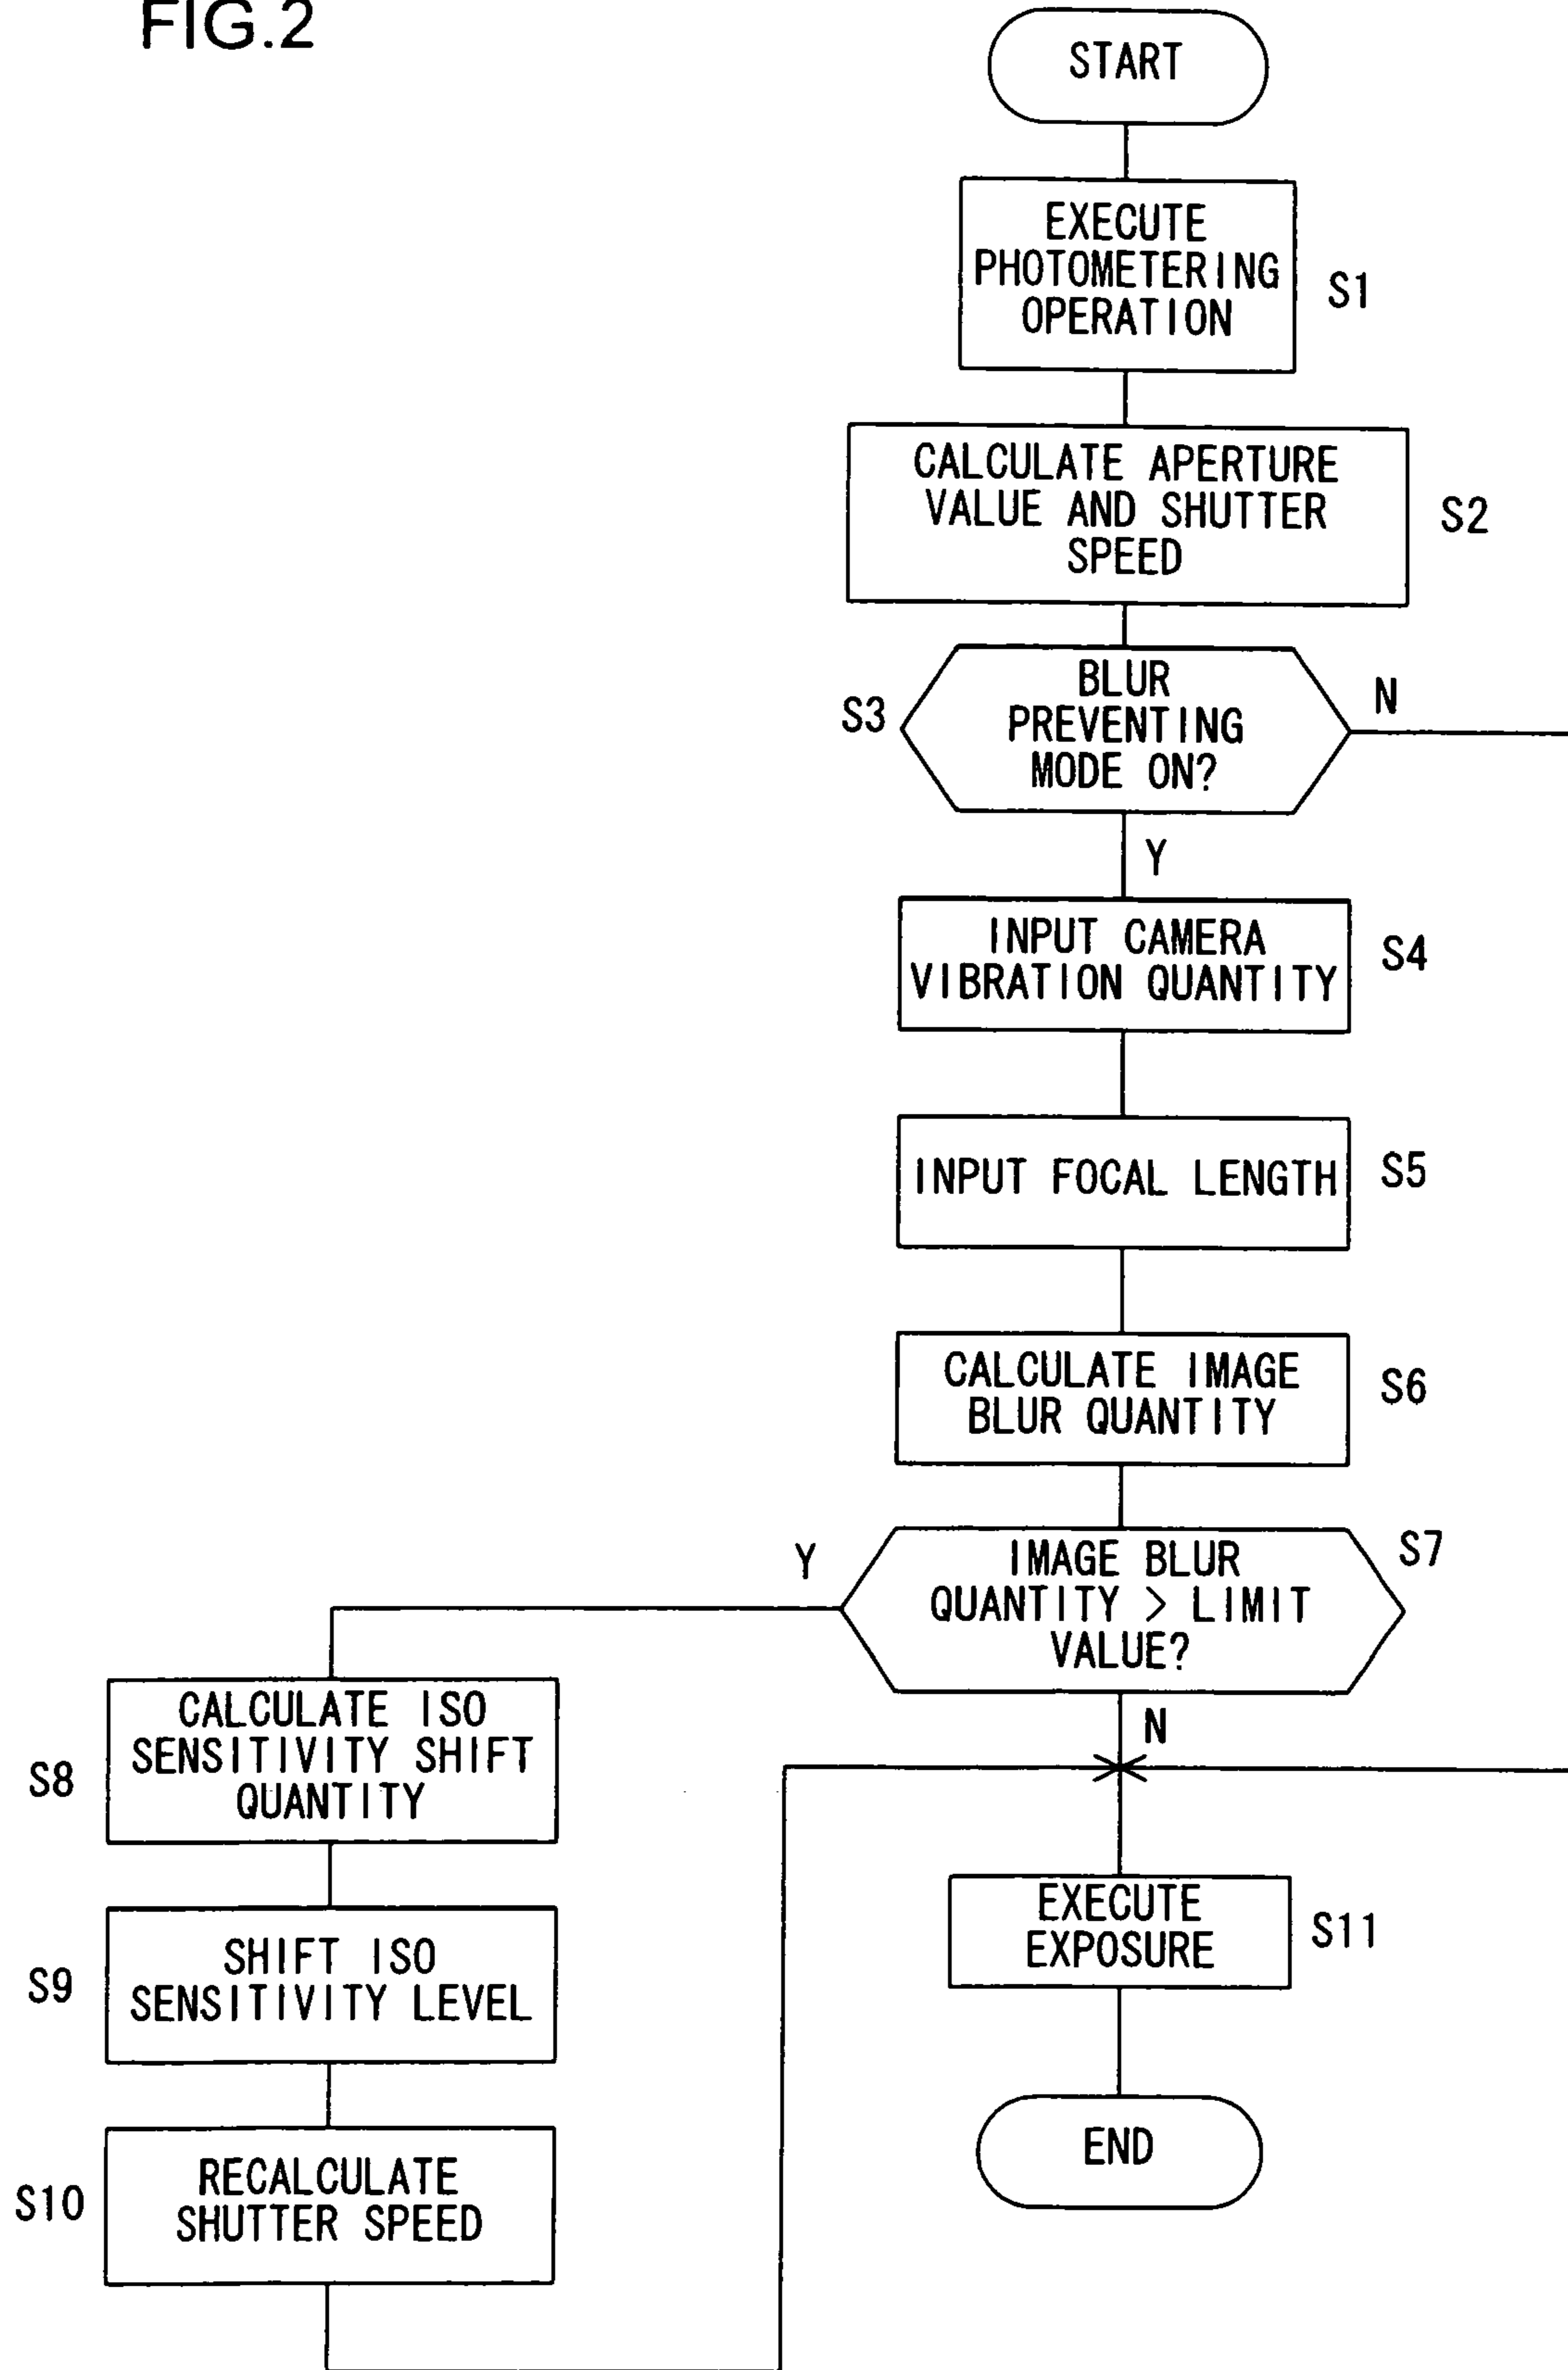 FIG.2
START
EXECUTE
PHOTOMETERING
OPERATION
S1
CALCULATE APERTURE
VALUE AND SHUTTER
SPEED
S2
S3
BLUR
PREVENTING
MODE ON?
N
Y
INPUT CAMERA
VIBRATION QUANTITY
S4
INPUT FOCAL LENGTH
S5
CALCULATE IMAGE
BLUR QUANTITY
S6
IMAGE BLUR
QUANTITY > LIMIT
VALUE?
S7
Y
N
S8
CALCULATE ISO
SENSITIVITY SHIFT
QUANTITY
S9
SHIFT ISO
SENSITIVITY LEVEL
S10
RECALCULATE
SHUTTER SPEED
EXECUTE
EXPOSURE
S11
END